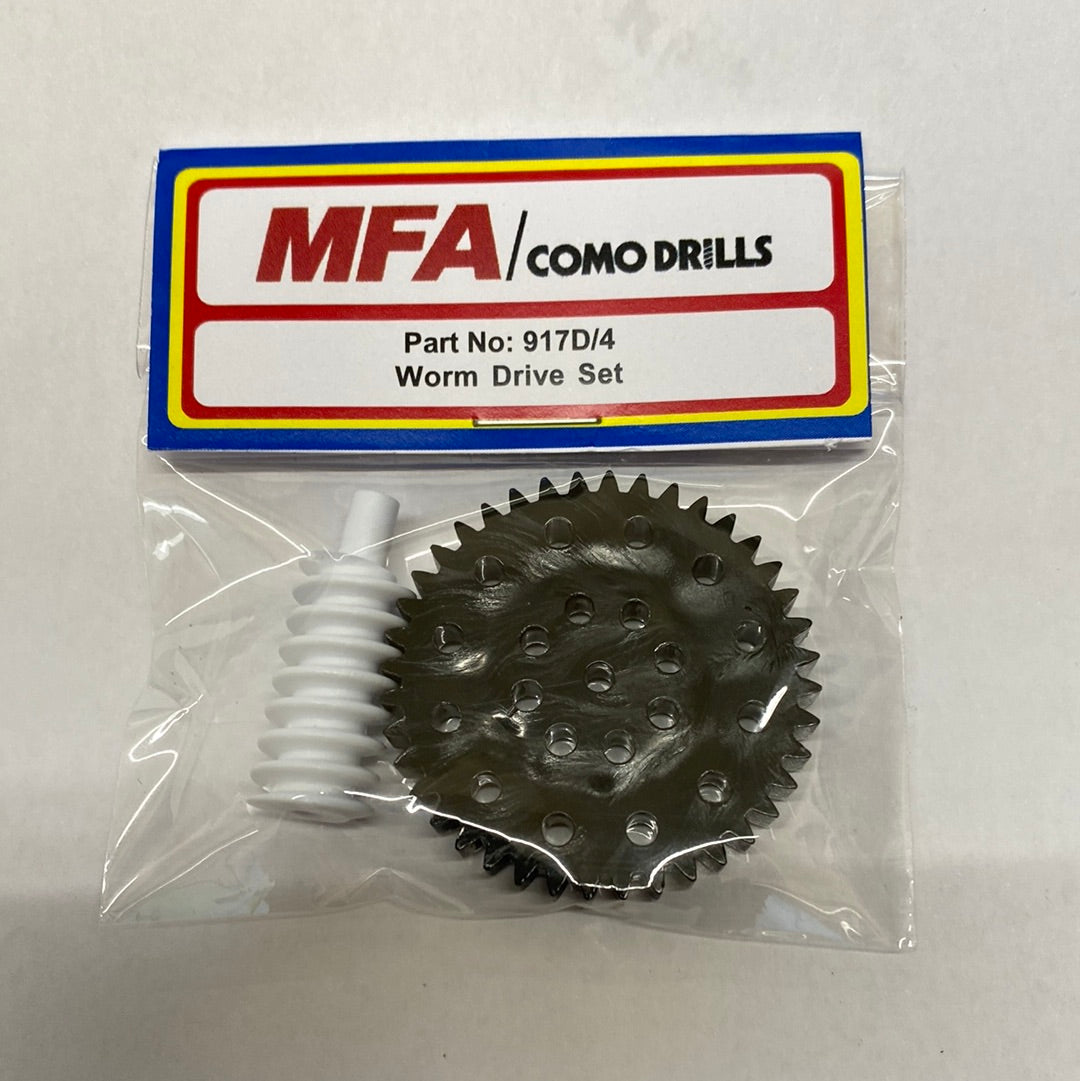 MFA/COMO DRILLS
Part No: 917D/4
Worm Drive Set